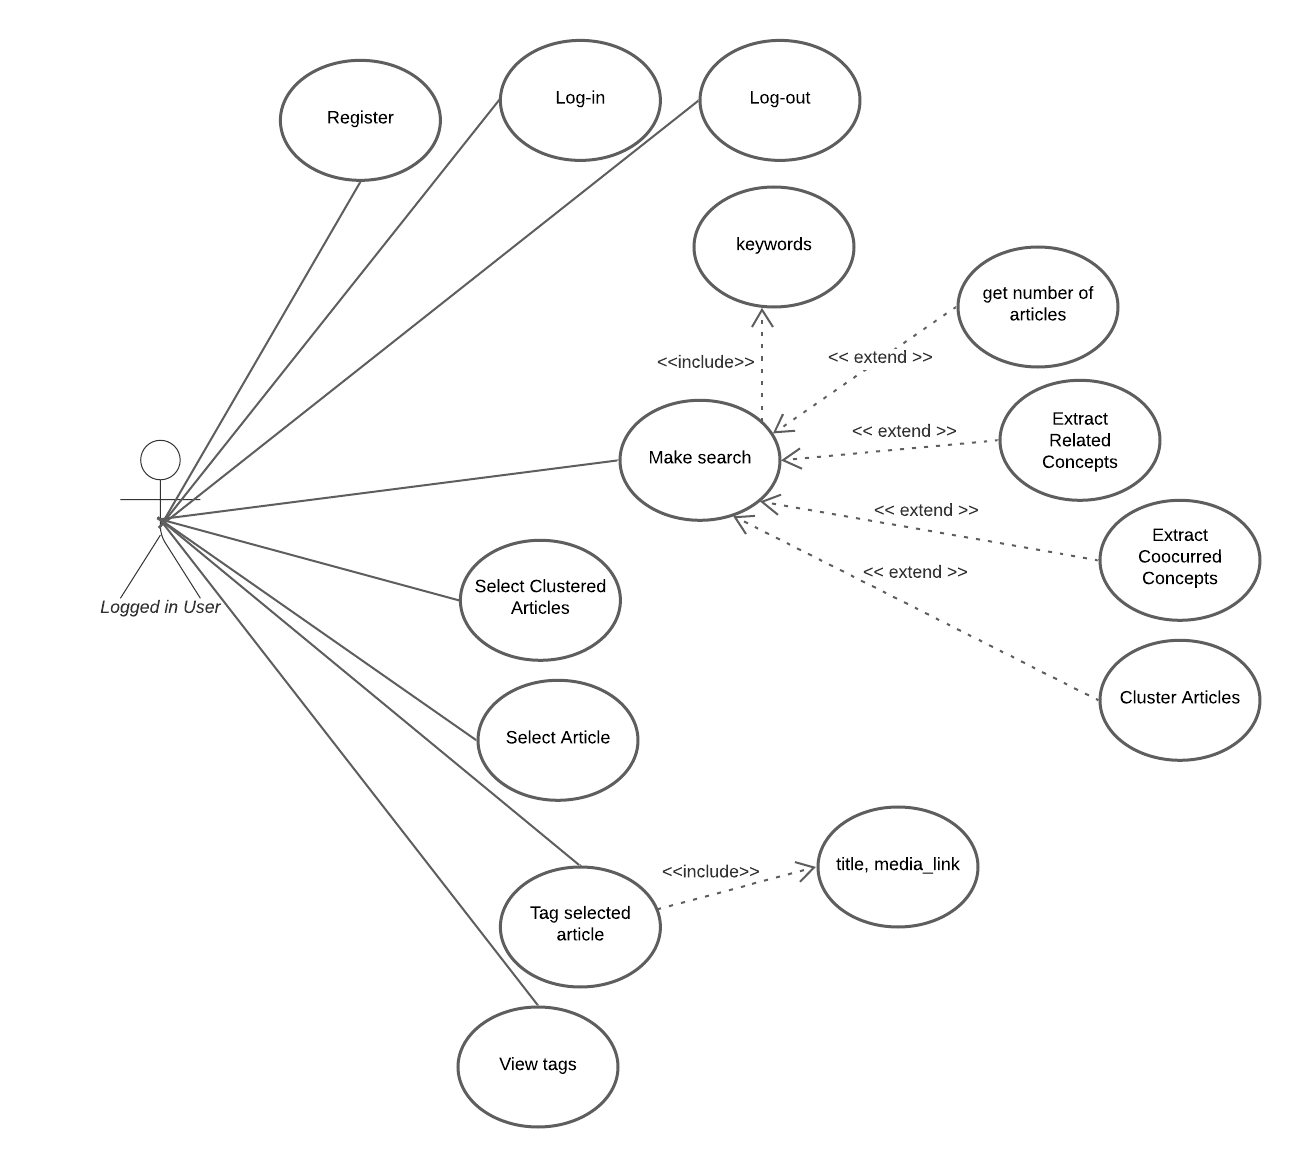 Log-in
Log-out
Register
keywords
get number of
articles
<<include>>
<< extend >>
Extract
Related
Concepts
<< extend >>
Make search
<< extend >>
Extract
Coocurred
Concepts
<< extend >>
Select Clustered
Articles
Logged in User
Cluster Articles
Select Article
title, media_link
<<include>>
Tag selected
article
View tags